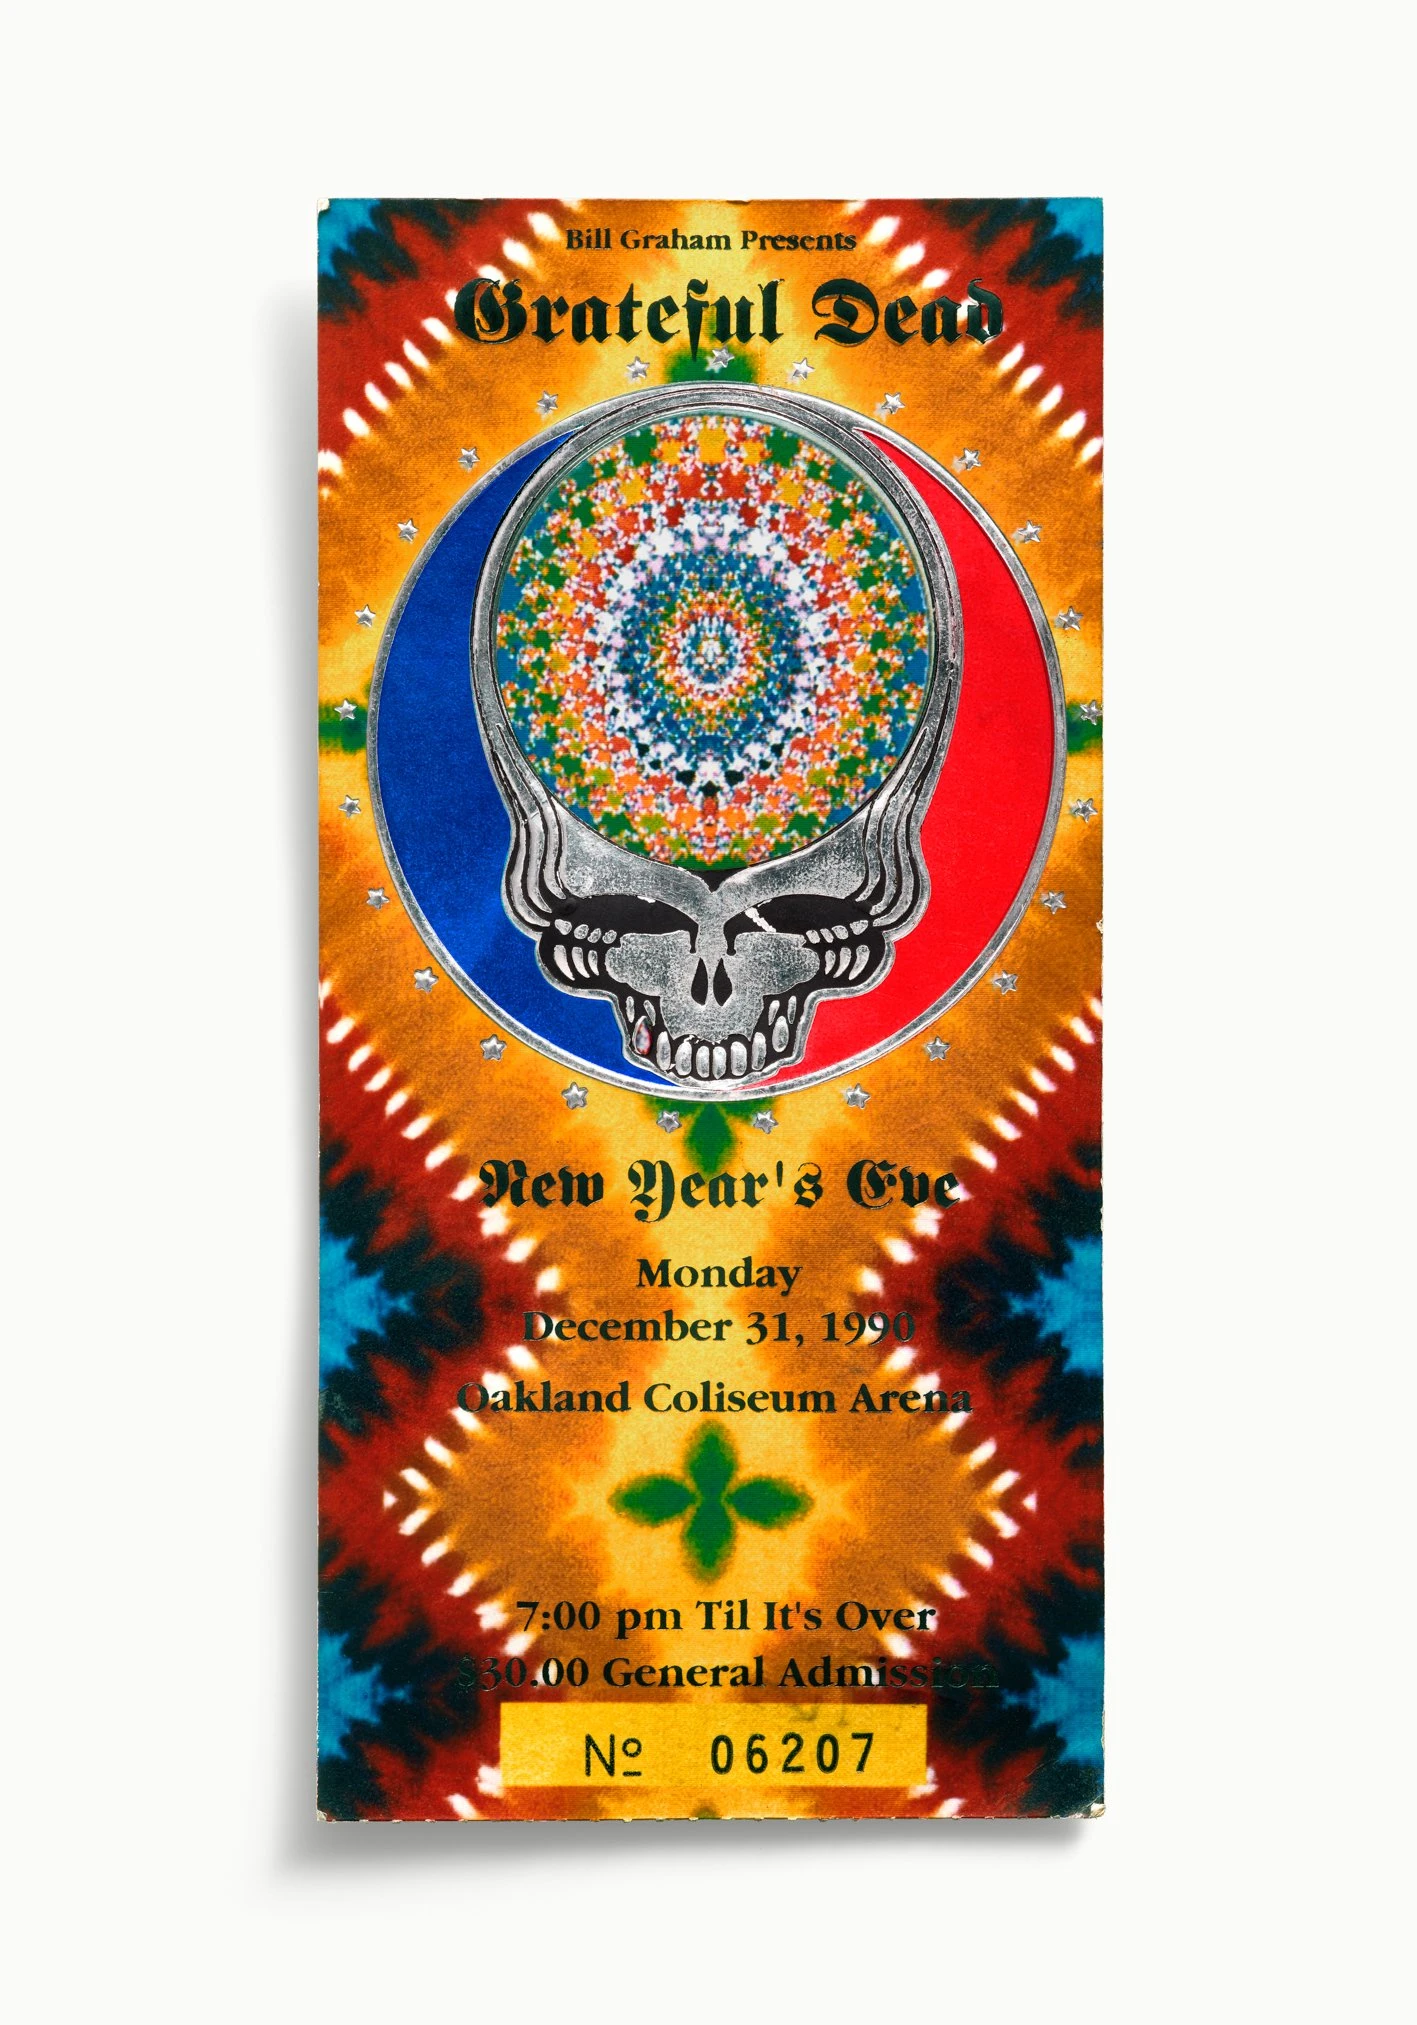 Bill Graham Presents
Grateful Dead
New Year's Eve
Monday
December 31, 1990
Oakland Coliseum Arena
7:00 pm Til It's Over
$30.00 General Admission
Nº 06207